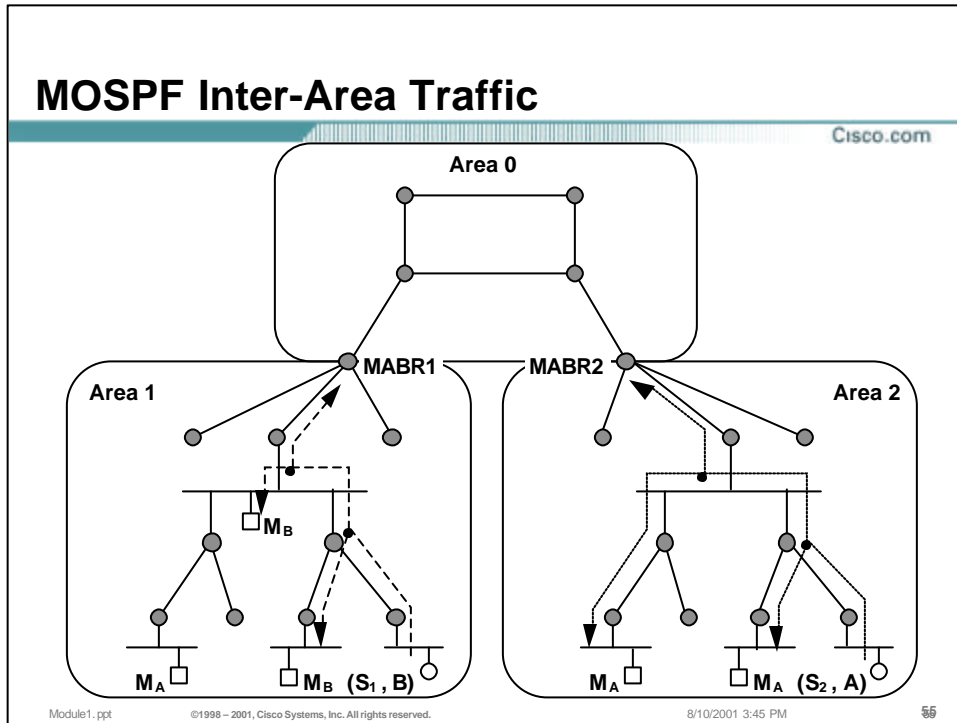 MOSPF Inter-Area Traffic
Cisco.com
Area 0
MABR1 MABR2
Area 1
Area 2
MB
MA
MB (S1 , B)
MA
MA (S2 , A)
Module1.ppt
©1998 – 2001, Cisco Systems, Inc. All rights reserved.
8/10/2001 3:45 PM